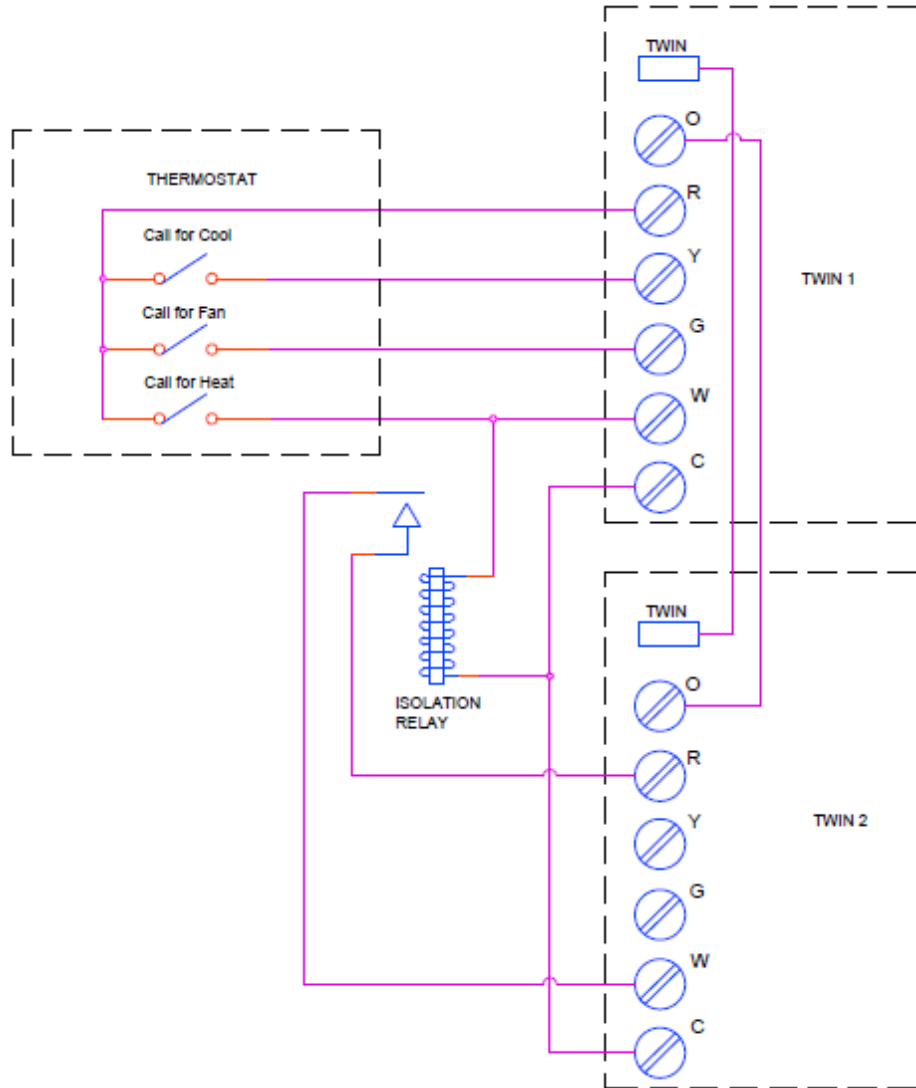 TWIN
O
R
Y
G
W
C
TWIN 1
THERMOSTAT
Call for Cool
Call for Fan
Call for Heat
ISOLATION
RELAY
TWIN
O
R
Y
G
W
C
TWIN 2